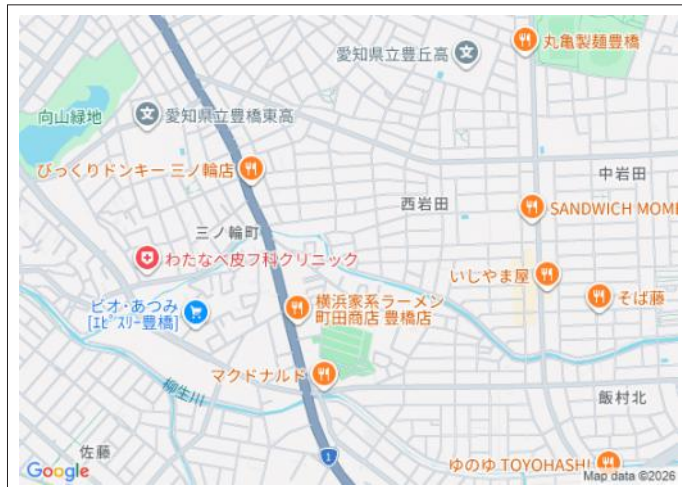 丸亀製麺豊橋
愛知県立豊丘高
向山緑地
愛知県立豊橋東高
びっくりドンキー 三ノ輪店
中岩田
西岩田
SANDWICH MOME
三ノ輪町
わたなべ皮フ科クリニック
いしやま屋
そば藤
ビオ・あつみ
[エピスリー豊橋]
横浜家系ラーメン
町田商店 豊橋店
マクドナルド
柳生川
飯村北
佐藤
1
ゆのゆ TOYOHASHI
Google
Map data ©2026